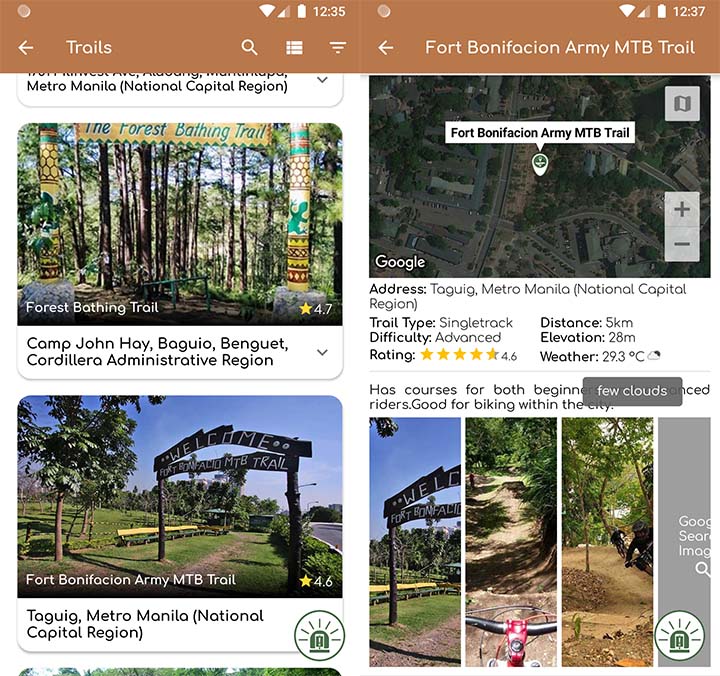 12:35
Trails
1701 Filinvest Ave, Alabang, Muntinlupa,
Metro Manila (National Capital Region)
The Forest Bathing Trail
Forest Bathing Trail
4.7
Camp John Hay, Baguio, Benguet,
Cordillera Administrative Region
WELCOME
FORT BONIFACIO MTB TRAIL
Fort Bonifacion Army MTB Trail
4.6
Taguig, Metro Manila (National
Capital Region)
12:37
Fort Bonifacion Army MTB Trail
Fort Bonifacion Army MTB Trail
+
−
Google
Address: Taguig, Metro Manila (National Capital
Region)
Trail Type: Singletrack
Distance: 5km
Difficulty: Advanced
Elevation: 28m
Rating: 4.6
Weather: 29.3 °C
Has courses for both beginner
anced
riders.Good for biking within the city.
few clouds
WELC
FORT BONIFACIO
Goog
Sear
Imag